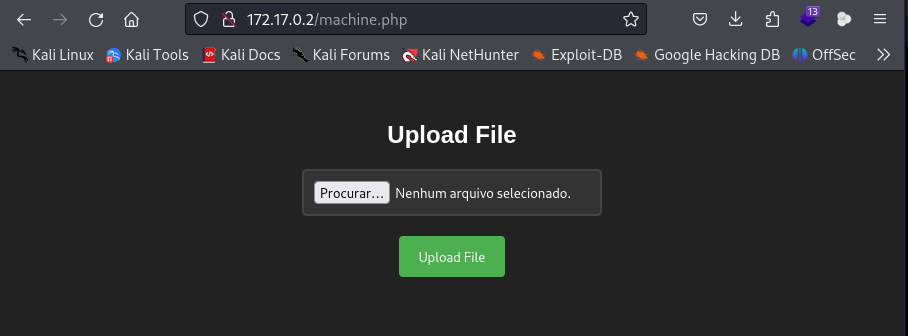 172.17.0.2/machine.php
13
Kali Linux Kali Tools Kali Docs Kali Forums Kali NetHunter Exploit-DB Google Hacking DB OffSec
Upload File
Procurar... Nenhum arquivo selecionado.
Upload File